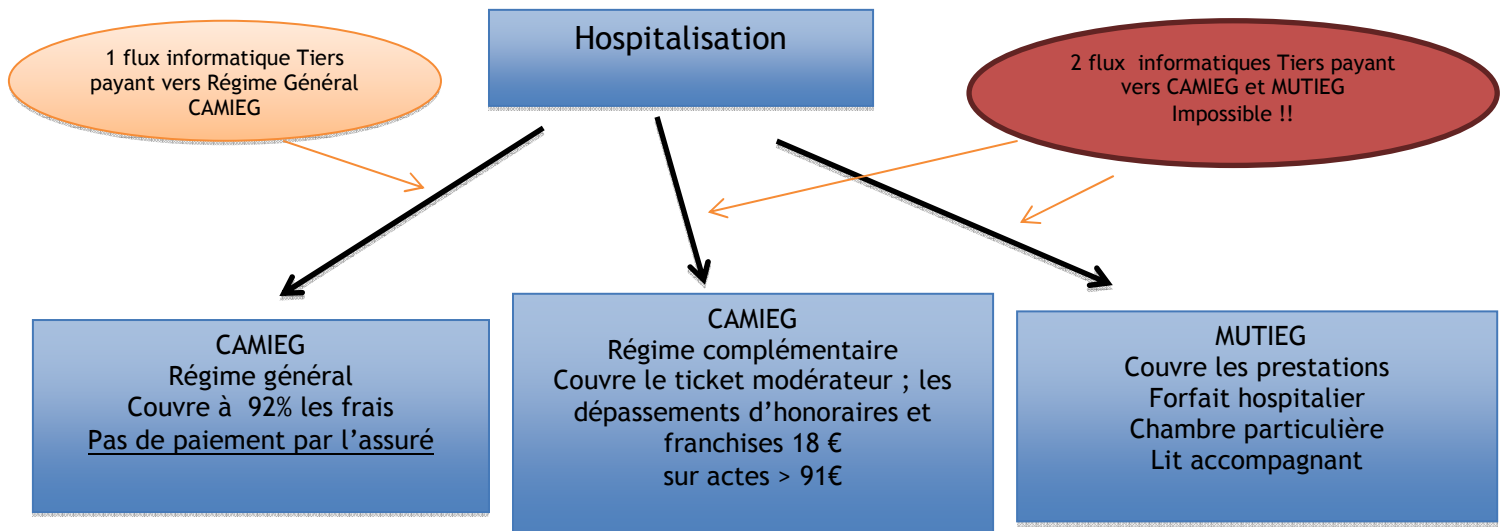 1 flux informatique Tiers
payant vers Régime Général
CAMIEG
Hospitalisation
2 flux informatiques Tiers payant
vers CAMIEG et MUTIEG
Impossible !!
CAMIEG
Régime général
Couvre à 92% les frais
Pas de paiement par l’assuré
CAMIEG
Régime complémentaire
Couvre le ticket modérateur ; les
dépassements d’honoraires et
franchises 18 €
sur actes > 91€
MUTIEG
Couvre les prestations
Forfait hospitalier
Chambre particulière
Lit accompagnant